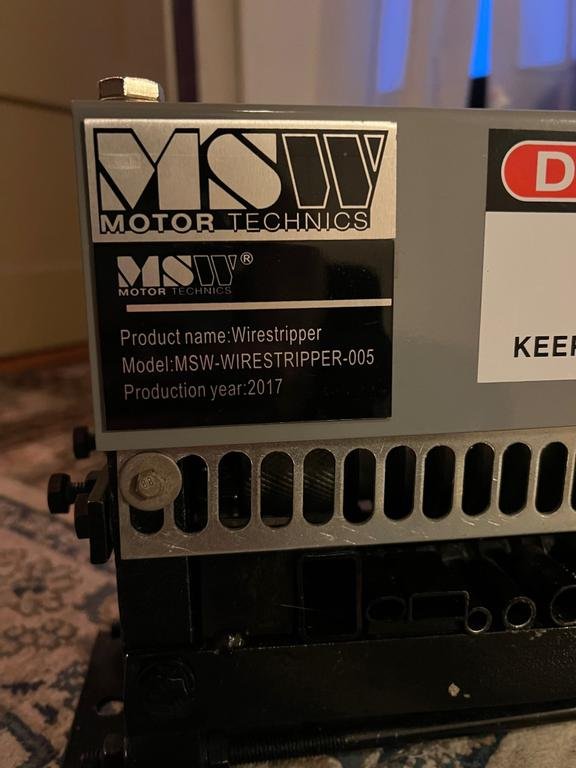 MSW
MOTOR TECHNICS
MSW®
MOTOR TECHNICS
Product name:Wirestripper
Model:MSW-WIRESTRIPPER-005
Production year:2017
D